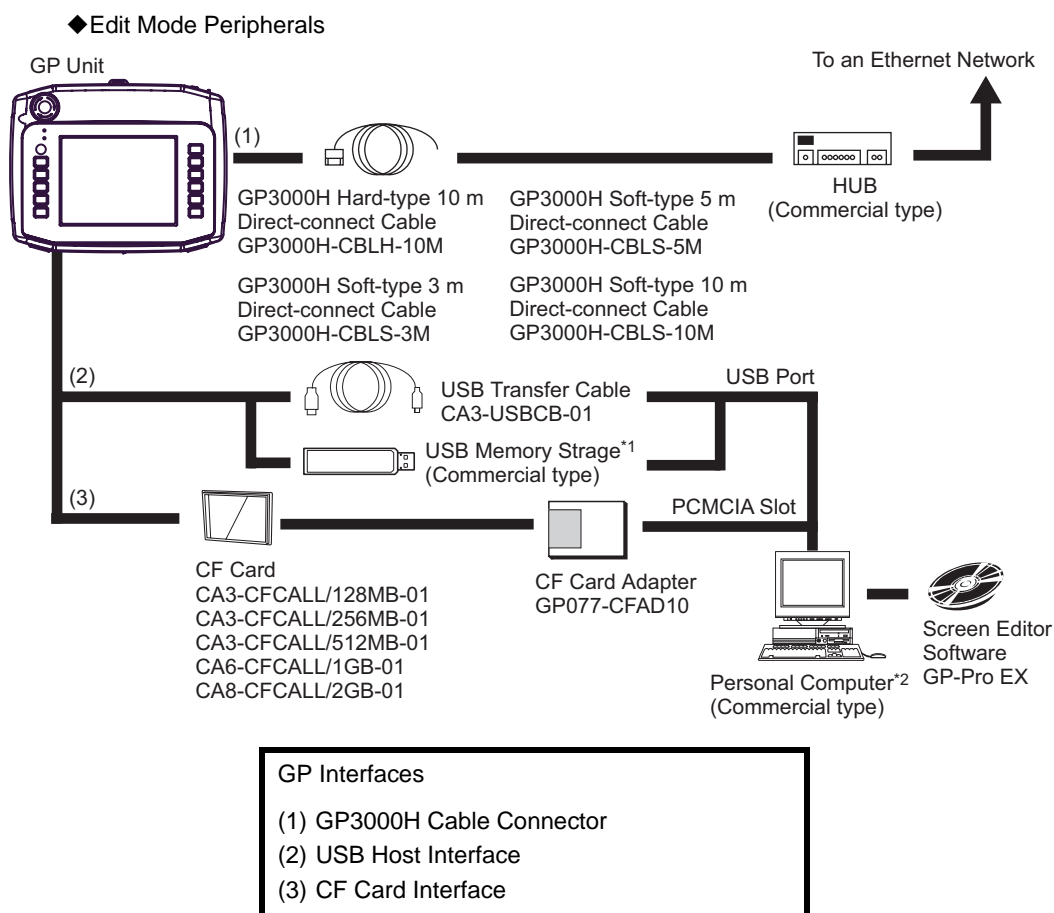 ◆Edit Mode Peripherals
GP Unit
To an Ethernet Network
(1)
HUB
(Commercial type)
GP3000H Hard-type 10 m
Direct-connect Cable
GP3000H-CBLH-10M
GP3000H Soft-type 5 m
Direct-connect Cable
GP3000H-CBLS-5M
GP3000H Soft-type 3 m
Direct-connect Cable
GP3000H-CBLS-3M
GP3000H Soft-type 10 m
Direct-connect Cable
GP3000H-CBLS-10M
(2)
USB Transfer Cable
CA3-USBCB-01
USB Port
USB Memory Strage*1
(Commercial type)
(3)
PCMCIA Slot
CF Card
CA3-CFCALL/128MB-01
CA3-CFCALL/256MB-01
CA3-CFCALL/512MB-01
CA6-CFCALL/1GB-01
CA8-CFCALL/2GB-01
CF Card Adapter
GP077-CFAD10
Personal Computer*2
(Commercial type)
Screen Editor
Software
GP-Pro EX
GP Interfaces
(1) GP3000H Cable Connector
(2) USB Host Interface
(3) CF Card Interface